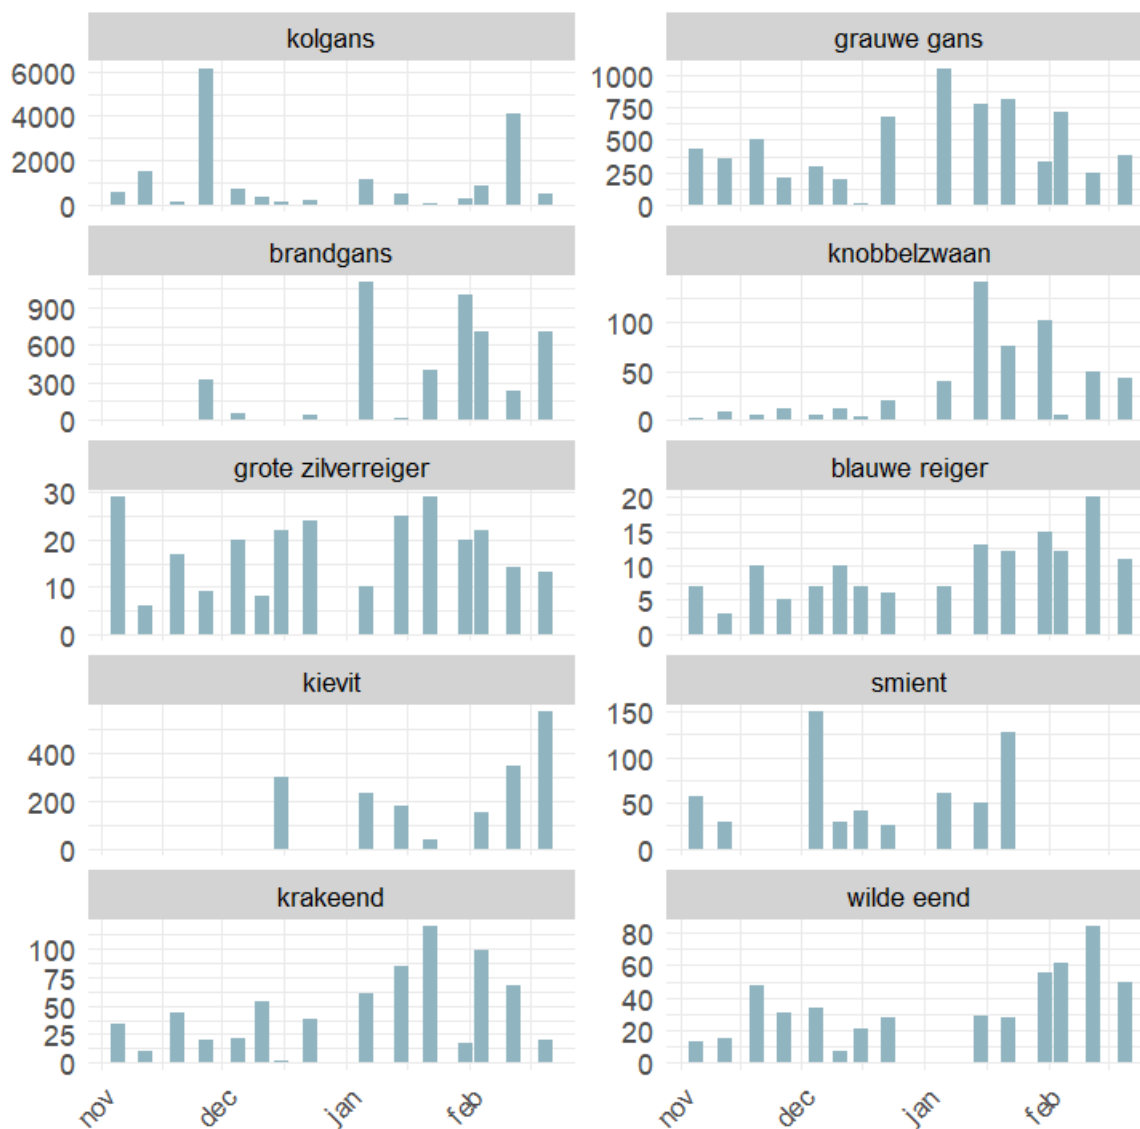 kolgans
grauwe gans
6000
4000
2000
0
1000
750
500
250
0
brandgans
knobbelzwaan
900
600
300
0
100
50
0
grote zilverreiger
blauwe reiger
30
20
10
0
20
15
10
5
0
kievit
smient
400
200
0
150
100
50
0
krakeend
wilde eend
100
75
50
25
0
80
60
40
20
0
nov
dec
jan
feb
nov
dec
jan
feb